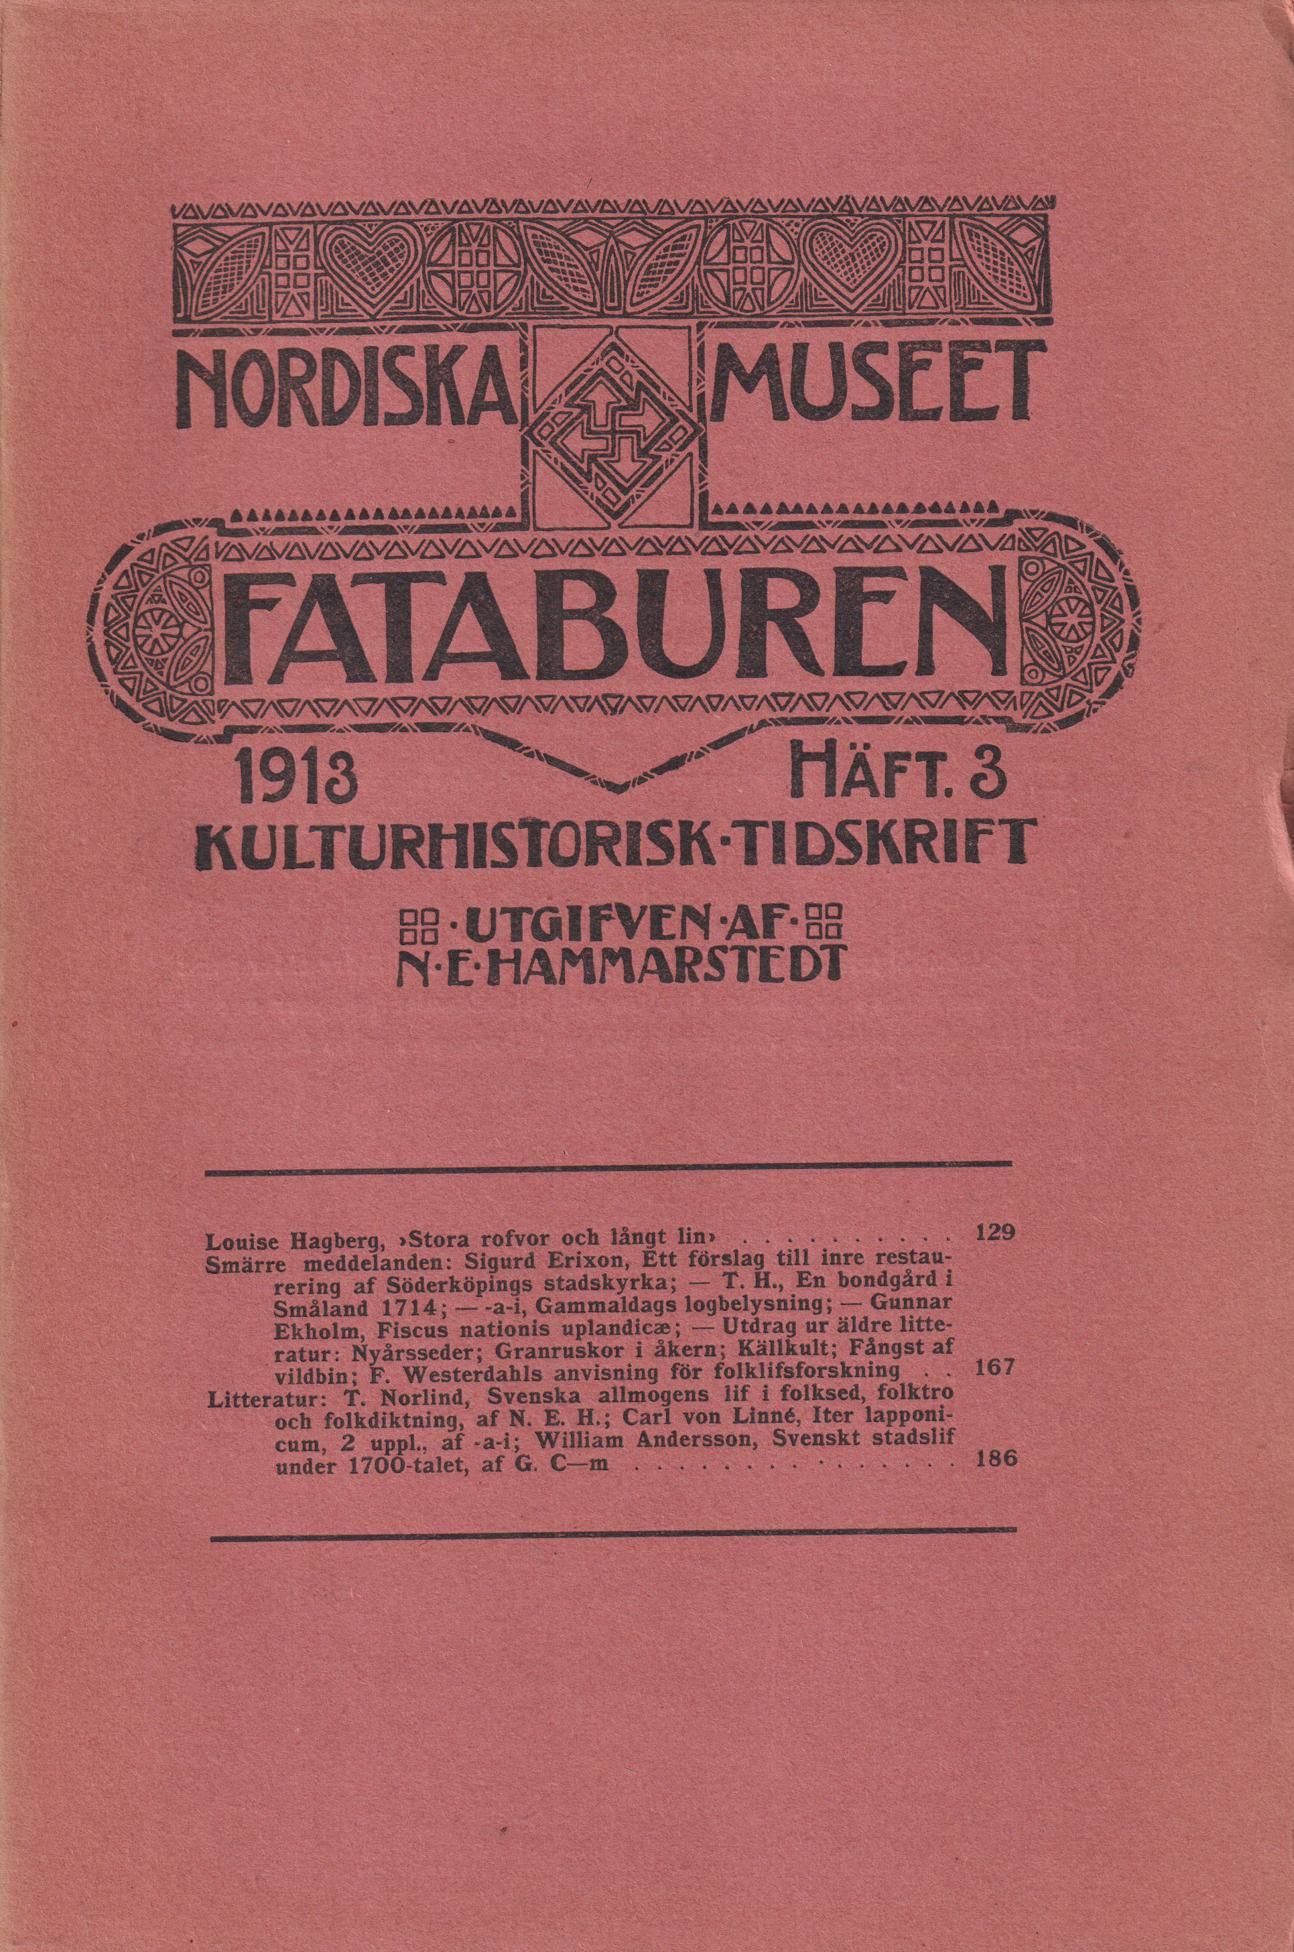 NORDISKA MUSEET
FATABUREN
1913 HÄFT. 3
KULTURHISTORISK·TIDSKRIFT
·UTGIFVEN·AF·
N·E·HAMMARSTEDT
Louise Hagberg, ›Stora rofvor och långt lin› . . . . . . . . . . . 129
Smärre meddelanden: Sigurd Erixon, Ett förslag till inre restau-
rering af Söderköpings stadskyrka; — T. H., En bondgård i
Småland 1714; — -a-i, Gammaldags logbelysning; — Gunnar
Ekholm, Fiscus nationis uplandicæ; — Utdrag ur äldre litte-
ratur: Nyårsseder; Granruskor i åkern; Källkult; Fångst af
vildbin; F. Westerdahls anvisning för folklifsforskning . . 167
Litteratur: T. Norlind, Svenska allmogens lif i folksed, folktro
och folkdiktning, af N. E. H.; Carl von Linné, Iter lapponi-
cum, 2 uppl., af -a-i; William Andersson, Svenskt stadslif
under 1700-talet, af G. C—m . . . . . . . . . . . . . . . 186